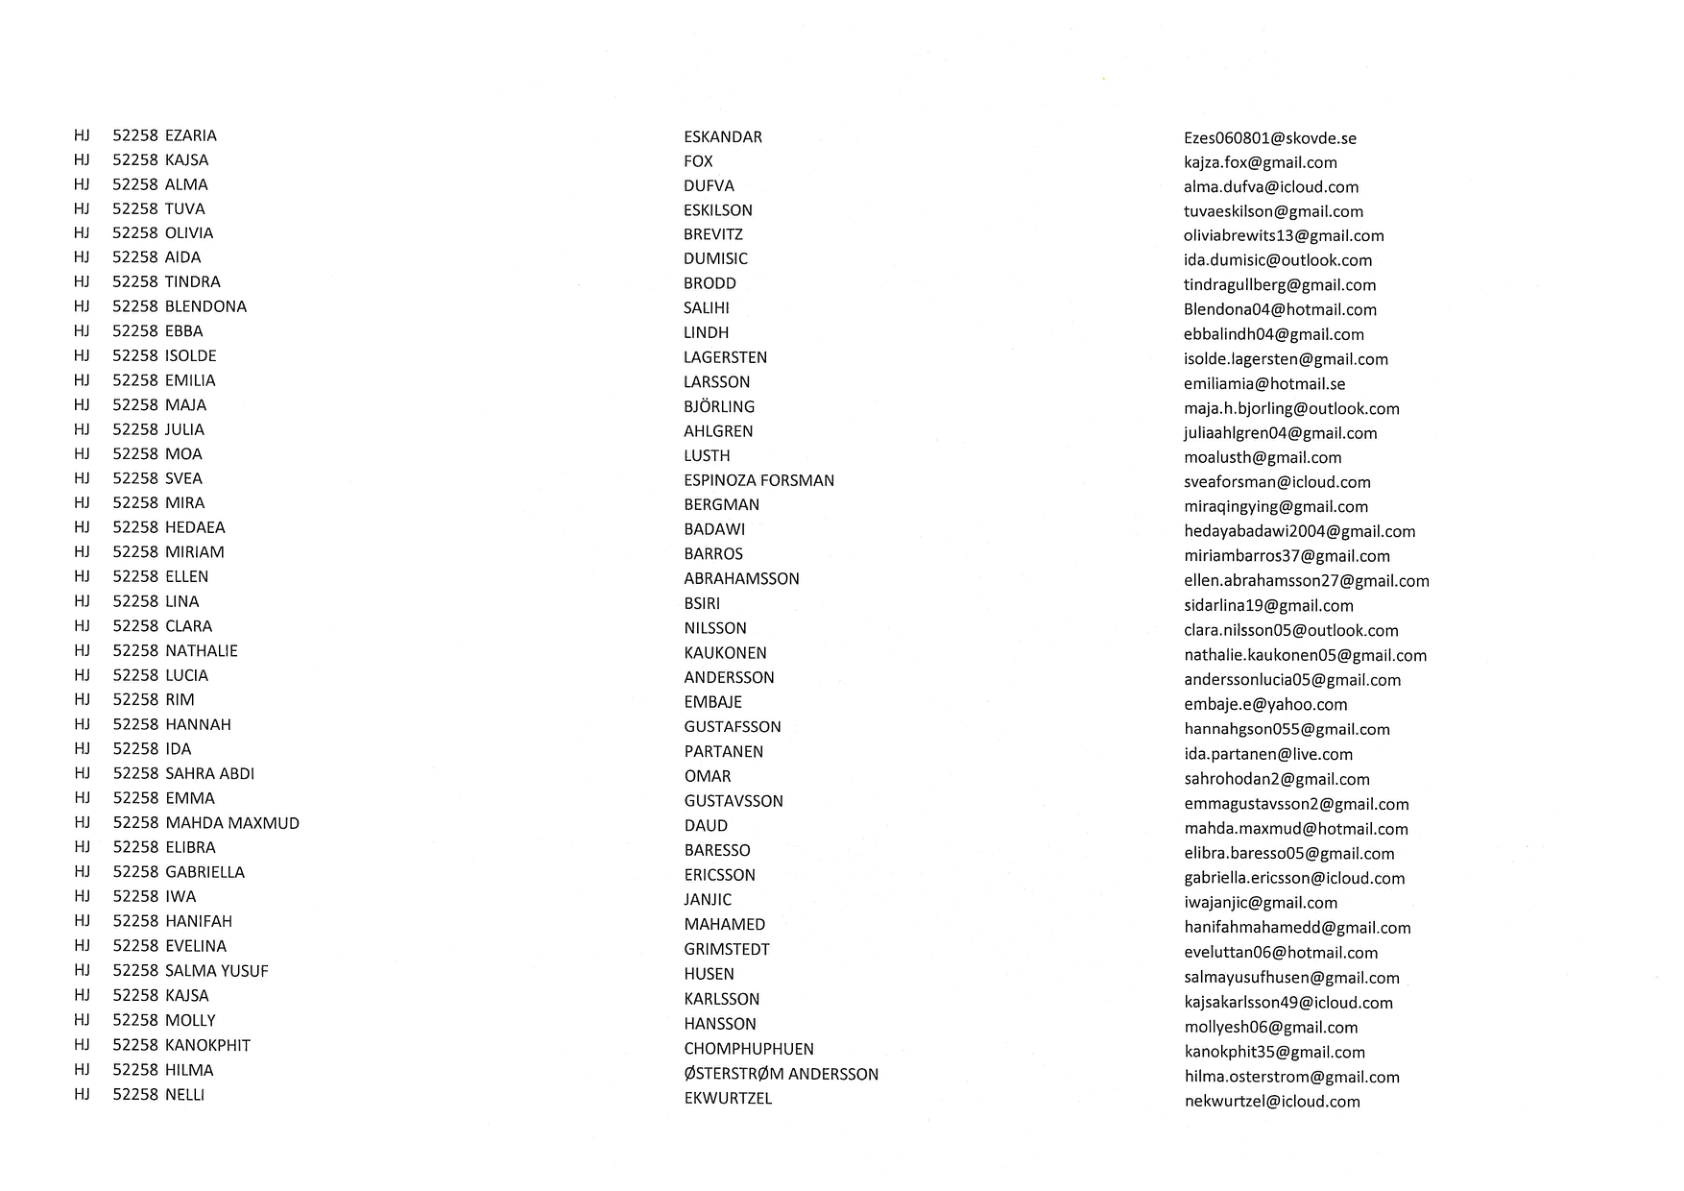 HJ 52258 EZARIA ESKANDAR Ezes060801@skovde.se
HJ 52258 KAJSA FOX kajza.fox@gmail.com
HJ 52258 ALMA DUFVA alma.dufva@icloud.com
HJ 52258 TUVA ESKILSON tuvaeskilson@gmail.com
HJ 52258 OLIVIA BREVITZ oliviabrewits13@gmail.com
HJ 52258 AIDA DUMISIC ida.dumisic@outlook.com
HJ 52258 TINDRA BRODD tindragullberg@gmail.com
HJ 52258 BLENDONA SALIHI Blendona04@hotmail.com
HJ 52258 EBBA LINDH ebbalindh04@gmail.com
HJ 52258 ISOLDE LAGERSTEN isolde.lagersten@gmail.com
HJ 52258 EMILIA LARSSON emiliamia@hotmail.se
HJ 52258 MAJA BJÖRLING maja.h.bjorling@outlook.com
HJ 52258 JULIA AHLGREN juliaahlgren04@gmail.com
HJ 52258 MOA LUSTH moalusth@gmail.com
HJ 52258 SVEA ESPINOZA FORSMAN sveaforsman@icloud.com
HJ 52258 MIRA BERGMAN miraqingying@gmail.com
HJ 52258 HEDAEA BADAWI hedayabadawi2004@gmail.com
HJ 52258 MIRIAM BARROS miriambarros37@gmail.com
HJ 52258 ELLEN ABRAHAMSSON ellen.abrahamsson27@gmail.com
HJ 52258 LINA BSIRI sidarlina19@gmail.com
HJ 52258 CLARA NILSSON clara.nilsson05@outlook.com
HJ 52258 NATHALIE KAUKONEN nathalie.kaukonen05@gmail.com
HJ 52258 LUCIA ANDERSSON anderssonlucia05@gmail.com
HJ 52258 RIM EMBAJE embaje.e@yahoo.com
HJ 52258 HANNAH GUSTAFSSON hannahgson055@gmail.com
HJ 52258 IDA PARTANEN ida.partanen@live.com
HJ 52258 SAHRA ABDI OMAR sahrohodan2@gmail.com
HJ 52258 EMMA GUSTAVSSON emmagustavsson2@gmail.com
HJ 52258 MAHDA MAXMUD DAUD mahda.maxmud@hotmail.com
HJ 52258 ELIBRA BARESSO elibra.baresso05@gmail.com
HJ 52258 GABRIELLA ERICSSON gabriella.ericsson@icloud.com
HJ 52258 IWA JANJIC iwajanjic@gmail.com
HJ 52258 HANIFAH MAHAMED hanifahmahamedd@gmail.com
HJ 52258 EVELINA GRIMSTEDT eveluttan06@hotmail.com
HJ 52258 SALMA YUSUF HUSEN salmayusufhusen@gmail.com
HJ 52258 KAJSA KARLSSON kajsakarlsson49@icloud.com
HJ 52258 MOLLY HANSSON mollyesh06@gmail.com
HJ 52258 KANOKPHIT CHOMPHUPHUEN kanokphit35@gmail.com
HJ 52258 HILMA ØSTERSTRØM ANDERSSON hilma.osterstrom@gmail.com
HJ 52258 NELLI EKWURTZEL nekwurtzel@icloud.com